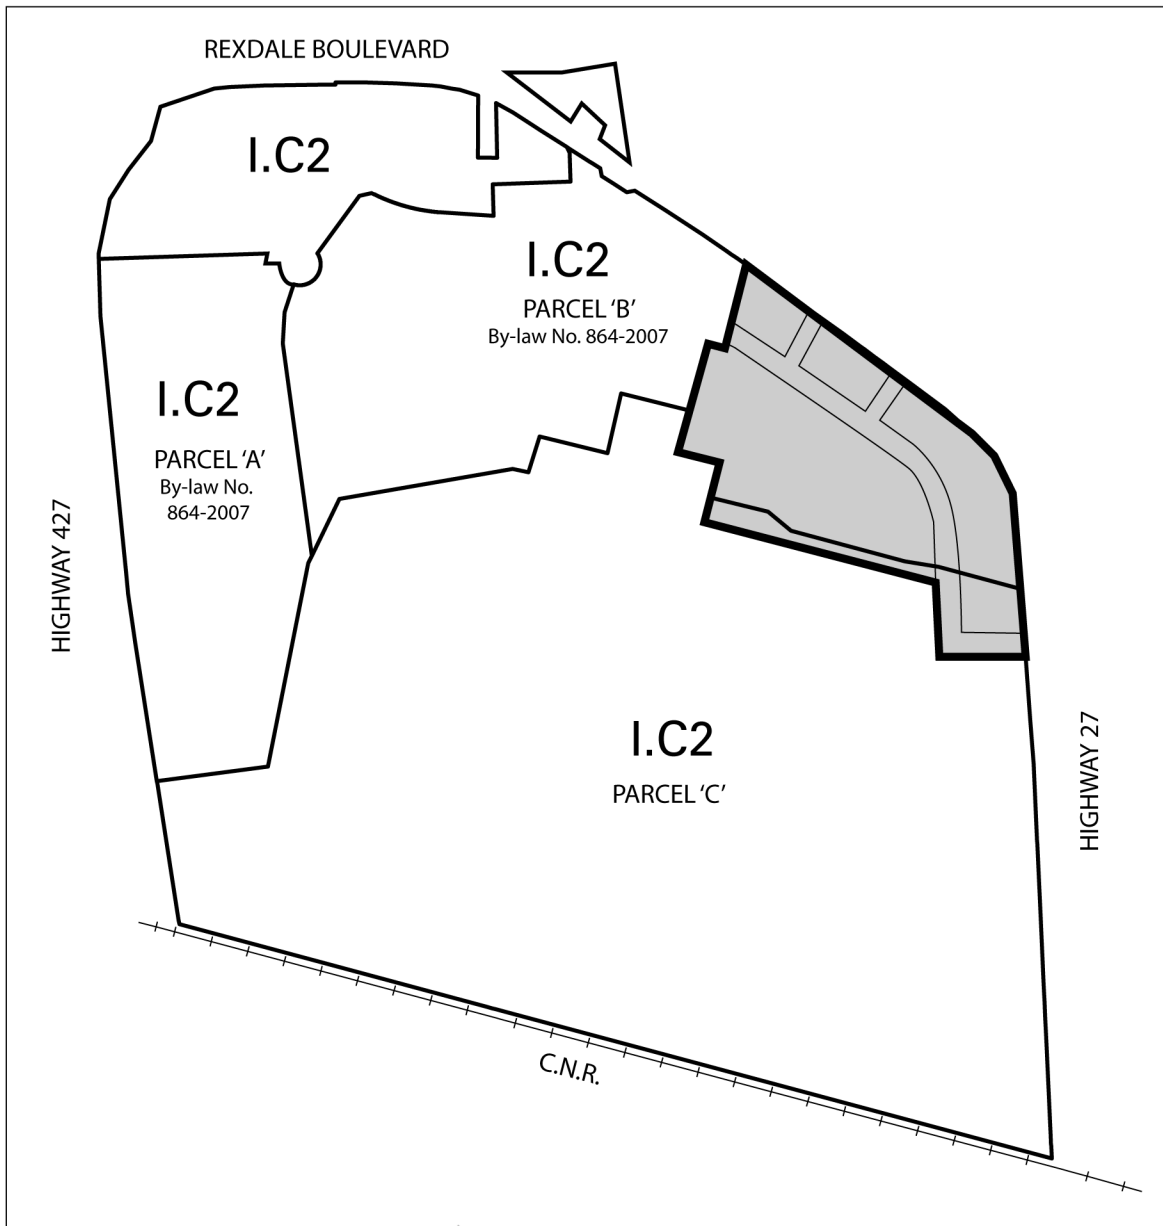 REXDALE BOULEVARD
I.C2
I.C2
PARCEL 'B'
By-law No. 864-2007
I.C2
PARCEL 'A'
By-law No.
864-2007
HIGHWAY 427
I.C2
PARCEL 'C'
HIGHWAY 27
C.N.R.